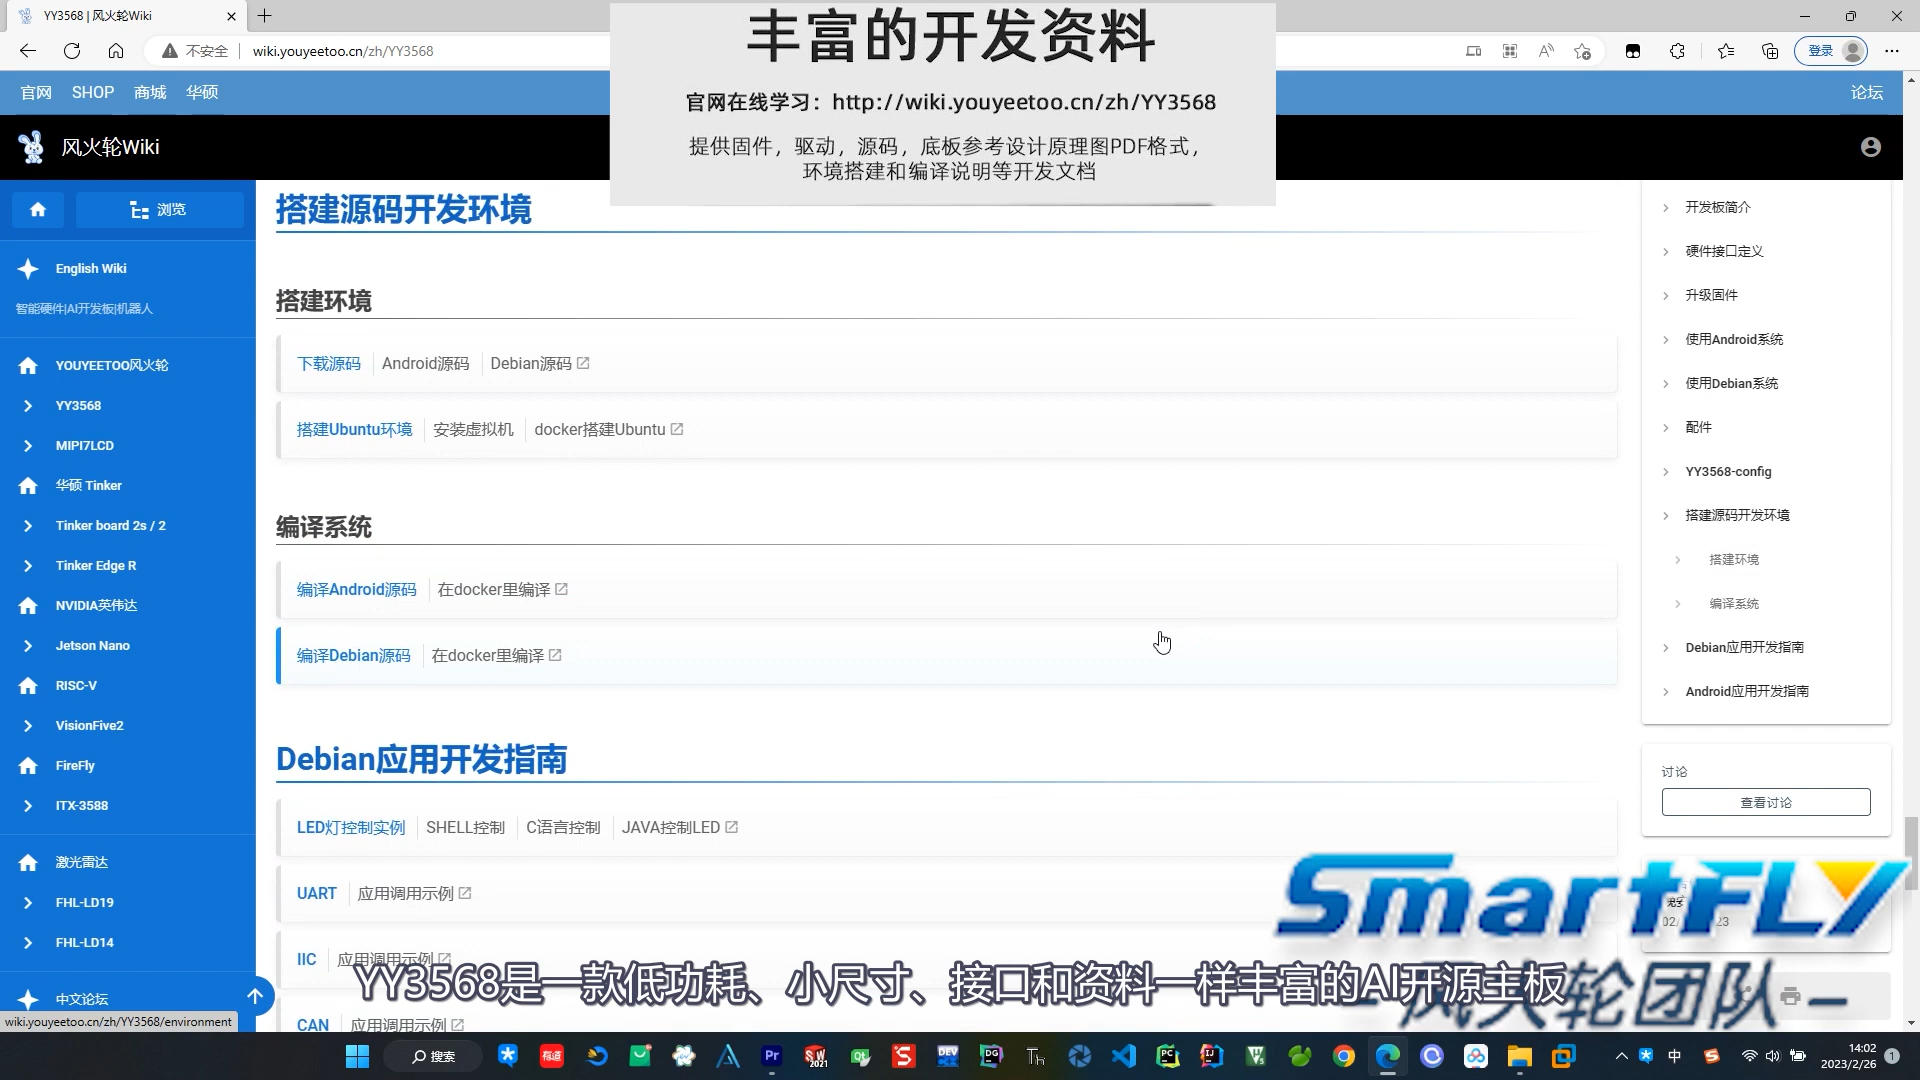 YY3568 | 风火轮Wiki
不安全
wiki.youyeetoo.cn/zh/YY3568
登录
丰富的开发资料
官网在线学习：http://wiki.youyeetoo.cn/zh/YY3568
提供固件，驱动，源码，底板参考设计原理图PDF格式，
环境搭建和编译说明等开发文档
官网 SHOP 商城 华硕
论坛
风火轮Wiki
浏览
English Wiki
智能硬件|AI开发板|机器人
YOUYEETOO风火轮
YY3568
MIPI7LCD
华硕 Tinker
Tinker board 2s / 2
Tinker Edge R
NVIDIA英伟达
Jetson Nano
RISC-V
VisionFive2
FireFly
ITX-3588
激光雷达
FHL-LD19
FHL-LD14
中文论坛
wiki.youyeetoo.cn/zh/YY3568/environment
搭建源码开发环境
搭建环境
下载源码 Android源码 Debian源码
搭建Ubuntu环境 安装虚拟机 docker搭建Ubuntu
编译系统
编译Android源码 在docker里编译
编译Debian源码 在docker里编译
Debian应用开发指南
LED灯控制实例 SHELL控制 C语言控制 JAVA控制LED
UART 应用调用示例
IIC 应用调用示例
CAN 应用调用示例
开发板简介
硬件接口定义
升级固件
使用Android系统
使用Debian系统
配件
YY3568-config
搭建源码开发环境
搭建环境
编译系统
Debian应用开发指南
Android应用开发指南
讨论
查看讨论
SmartFLY
风火轮团队
YY3568是一款低功耗、小尺寸、接口和资料一样丰富的AI开源主板
搜索
有道
Pr
SW
2021
Qt
DEV
DG
Th
PC
IJ
中
14:02
2023/2/26
1